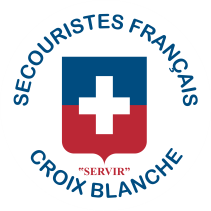 SECOURISTES FRANÇAIS
"SERVIR"
CROIX BLANCHE